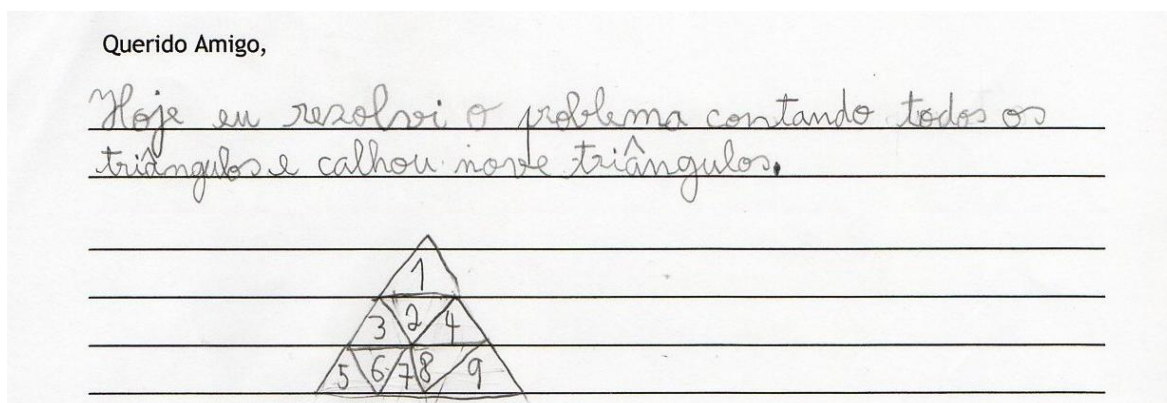 Querido Amigo,
Hoje eu rezolvi o problema contando todos os
triângulos e calhou nove triângulos.
1
3 2 4
5 6 7 8 9